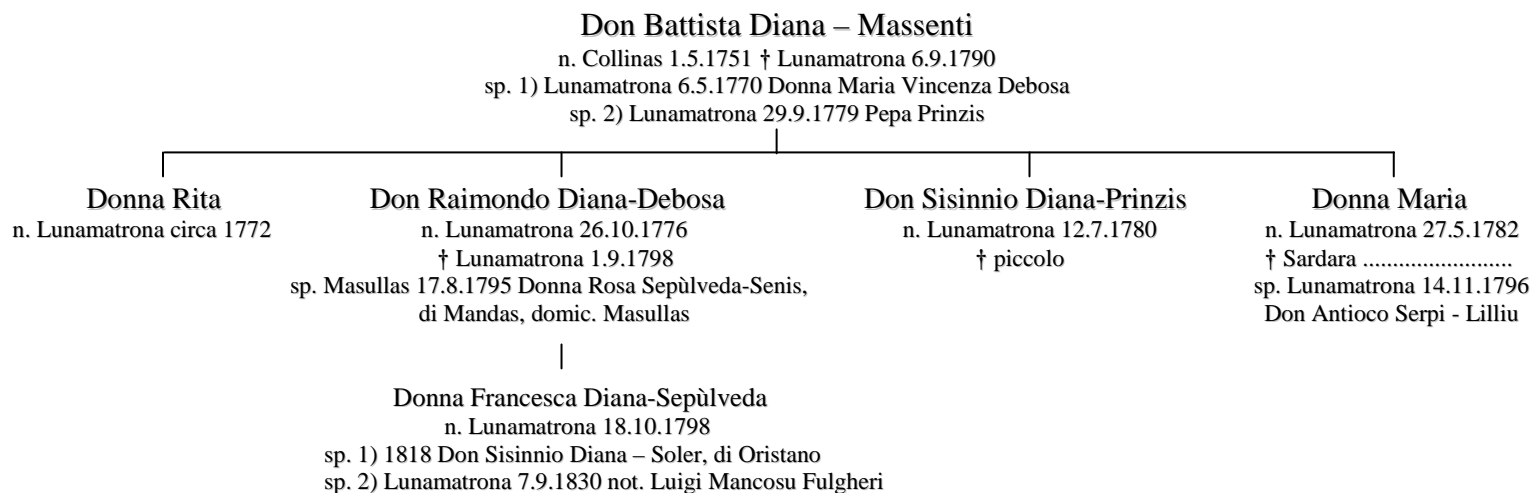 Don Battista Diana – Massenti
n. Collinas 1.5.1751 † Lunamatrona 6.9.1790
sp. 1) Lunamatrona 6.5.1770 Donna Maria Vincenza Debosa
sp. 2) Lunamatrona 29.9.1779 Pepa Prinzis
Donna Rita
n. Lunamatrona circa 1772
Don Raimondo Diana-Debosa
n. Lunamatrona 26.10.1776
† Lunamatrona 1.9.1798
sp. Masullas 17.8.1795 Donna Rosa Sepùlveda-Senis,
di Mandas, domic. Masullas
Don Sisinnio Diana-Prinzis
n. Lunamatrona 12.7.1780
† piccolo
Donna Maria
n. Lunamatrona 27.5.1782
† Sardara .........................
sp. Lunamatrona 14.11.1796
Don Antioco Serpi - Lilliu
Donna Francesca Diana-Sepùlveda
n. Lunamatrona 18.10.1798
sp. 1) 1818 Don Sisinnio Diana – Soler, di Oristano
sp. 2) Lunamatrona 7.9.1830 not. Luigi Mancosu Fulgheri